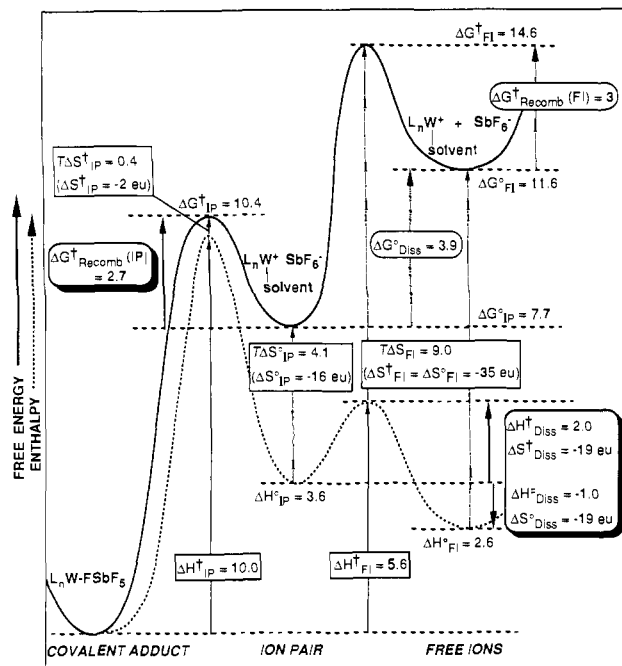 ΔG†FI = 14.6
ΔG†Recomb (FI) = 3
LnW+ + SbF6-
solvent
TΔS†IP = 0.4
(ΔS†IP = -2 eu)
ΔG°FI = 11.6
ΔG†IP = 10.4
ΔG†Recomb (IP)
= 2.7
LnW+ SbF6-
solvent
ΔG°Diss = 3.9
ΔG°IP = 7.7
TΔS°IP = 4.1
(ΔS°IP = -16 eu)
TΔSFI = 9.0
(ΔS†FI = ΔS°FI = -35 eu)
FREE ENERGY
ENTHALPY
ΔH†Diss = 2.0
ΔS†Diss = -19 eu
ΔH°Diss = -1.0
ΔS°Diss = -19 eu
ΔH°IP = 3.6
ΔH°FI = 2.6
LnW-FSbF5
ΔH†IP = 10.0
ΔH†FI = 5.6
COVALENT ADDUCT
ION PAIR
FREE IONS